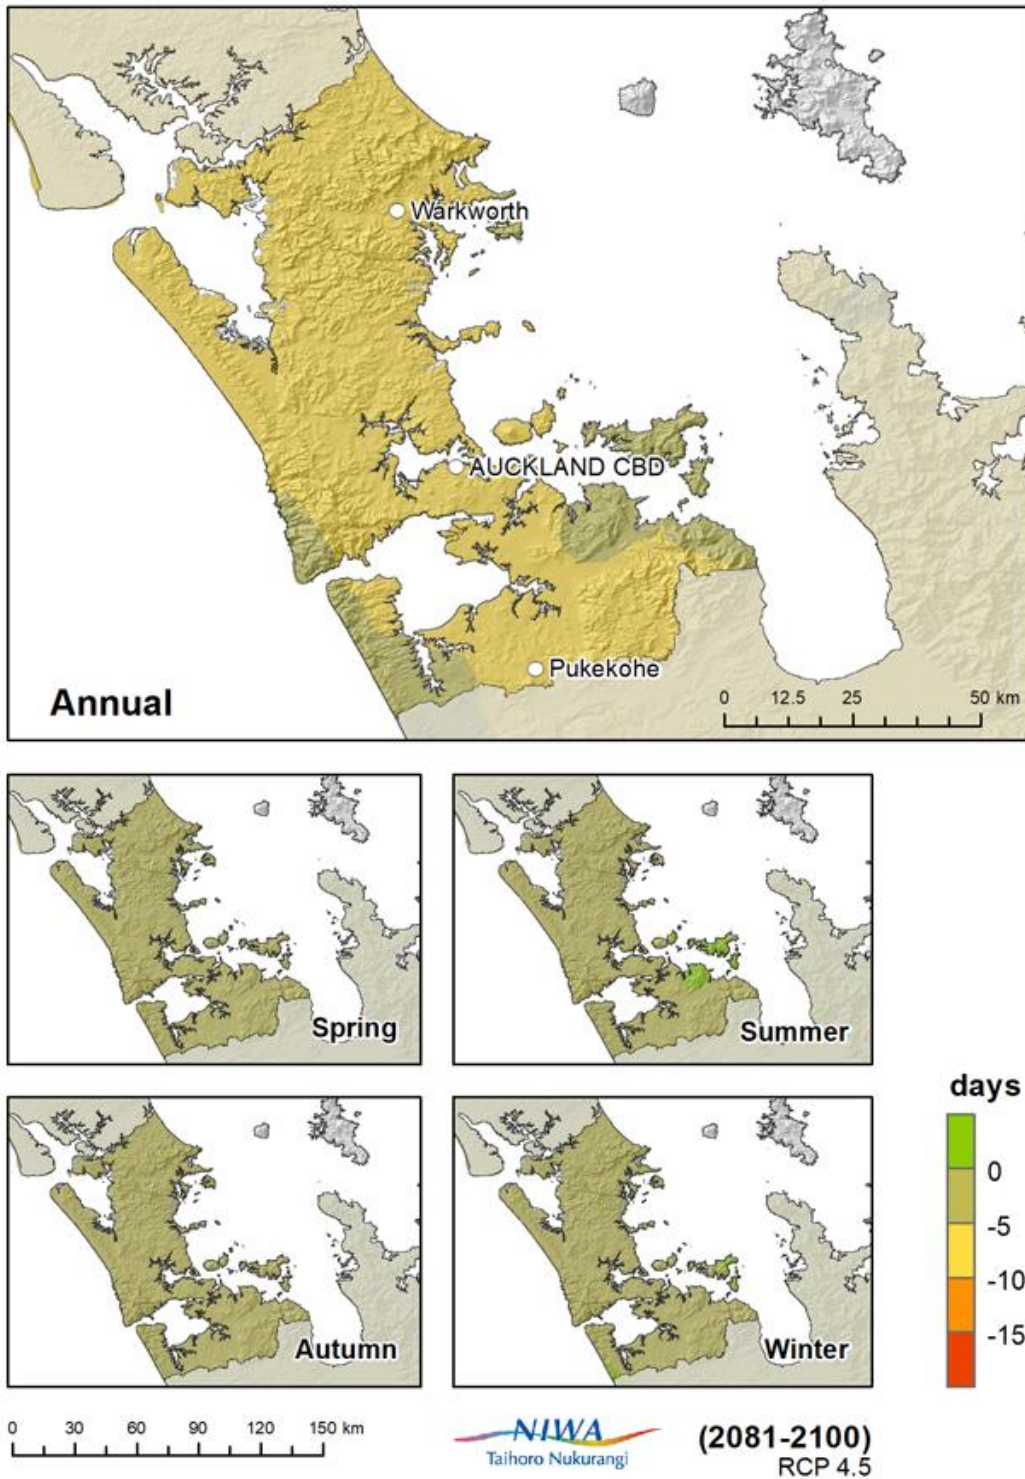 Warkworth
AUCKLAND CBD
Pukekohe
Annual
0 12.5 25 50 km
Spring
Summer
Autumn
Winter
days
0
-5
-10
-15
0 30 60 90 120 150 km
NIWA
Taihoro Nukurangi
(2081-2100)
RCP 4.5